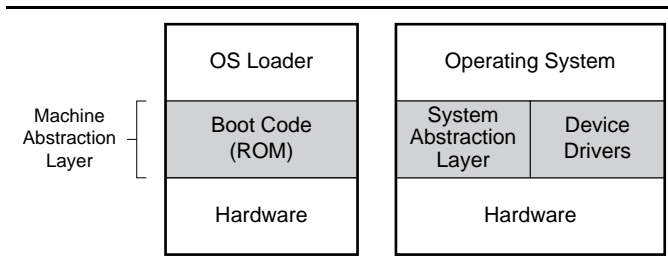 Machine
Abstraction
Layer
OS Loader
Boot Code
(ROM)
Hardware
Operating System
System
Abstraction
Layer
Device
Drivers
Hardware